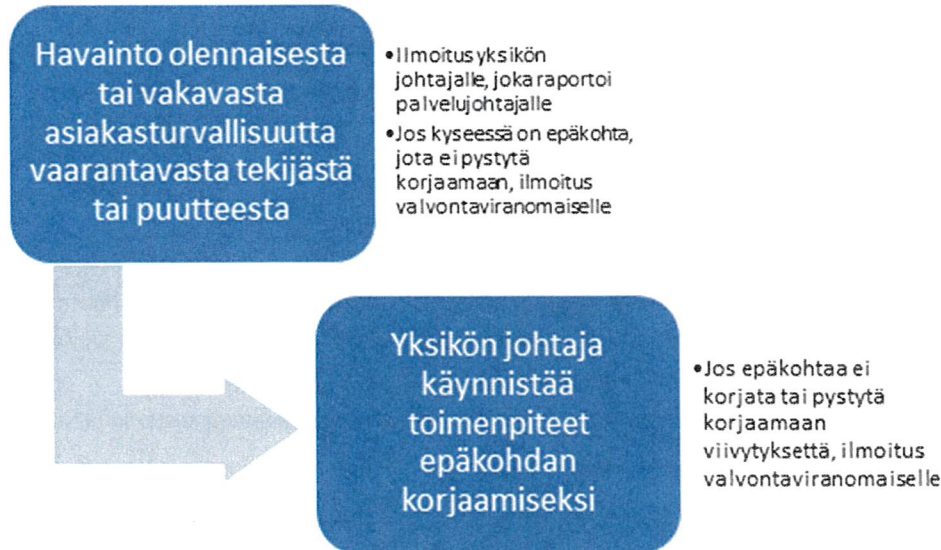 Havainto olennaisesta
tai vakavasta
asiakasturvallisuutta
vaarantavasta tekijästä
tai puutteesta
•Ilmoitus yksikön
johtajalle, joka raportoi
palvelujohtajalle
•Jos kyseessä on epäkohta,
jota ei pystytä
korjaamaan, ilmoitus
valvontaviranomaiselle
Yksikön johtaja
käynnistää
toimenpiteet
epäkohdan
korjaamiseksi
•Jos epäkohtaa ei
korjata tai pystytä
korjaamaan
viivytyksettä, ilmoitus
valvontaviranomaiselle